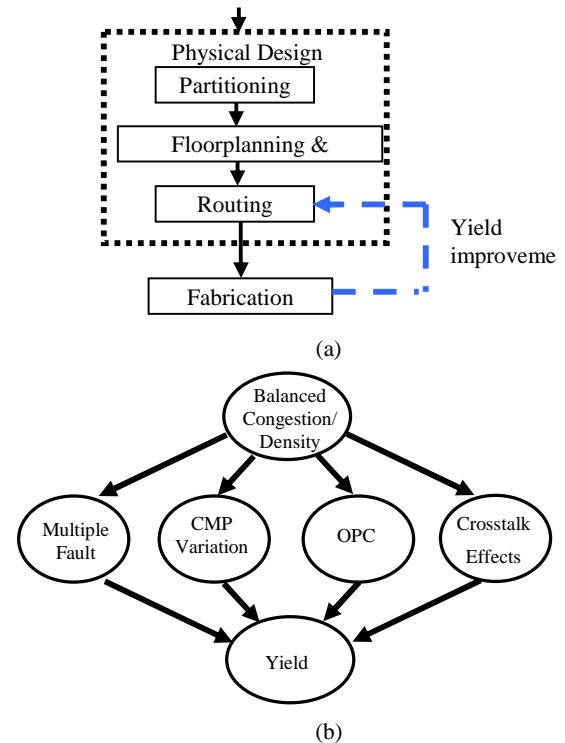 Physical Design
Partitioning
Floorplanning &
Routing
Yield
improveme
Fabrication
(a)
Balanced
Congestion/
Density
Multiple
Fault
CMP
Variation
OPC
Crosstalk
Effects
Yield
(b)